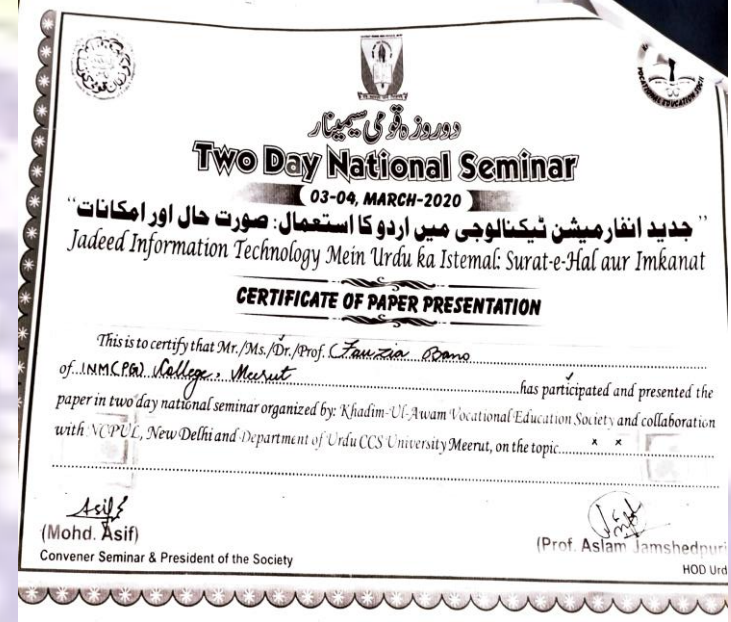 دوروزہ قومی سیمینار
Two Day National Seminar
03-04, MARCH-2020
"جدید انفارمیشن ٹیکنالوجی میں اردو کا استعمال: صورت حال اور امکانات"
Jadeed Information Technology Mein Urdu ka Istemal: Surat-e-Hal aur Imkanat
CERTIFICATE OF PAPER PRESENTATION
This is to certify that Mr./Ms./Dr./Prof. Fauzia Bano
of INM(PG) College, Meerut has participated and presented the
paper in two day national seminar organized by: Khadim-Ul-Awam Vocational Education Society and collaboration
with NCPUL, New Delhi and Department of Urdu CCS University Meerut, on the topic x x
Asif
(Mohd. Asif)
Convener Seminar & President of the Society
(Prof. Aslam Jamshedpuri
HOD Urd